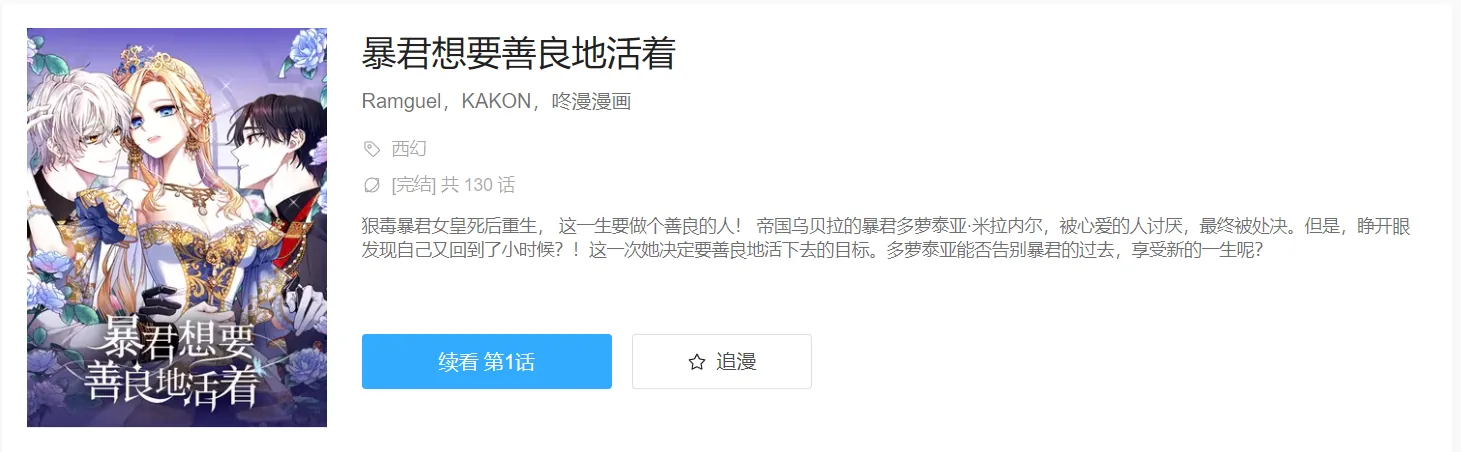 暴君想要善良地活着
Ramguel，KAKON，咚漫漫画
西幻
[完结] 共 130 话
狠毒暴君女皇死后重生， 这一生要做个善良的人！ 帝国乌贝拉的暴君多萝泰亚·米拉内尔，被心爱的人讨厌，最终被处决。但是，睁开眼
发现自己又回到了小时候？！这一次她决定要善良地活下去的目标。多萝泰亚能否告别暴君的过去，享受新的一生呢？
续看 第1话
追漫
暴君想要
善良地活着